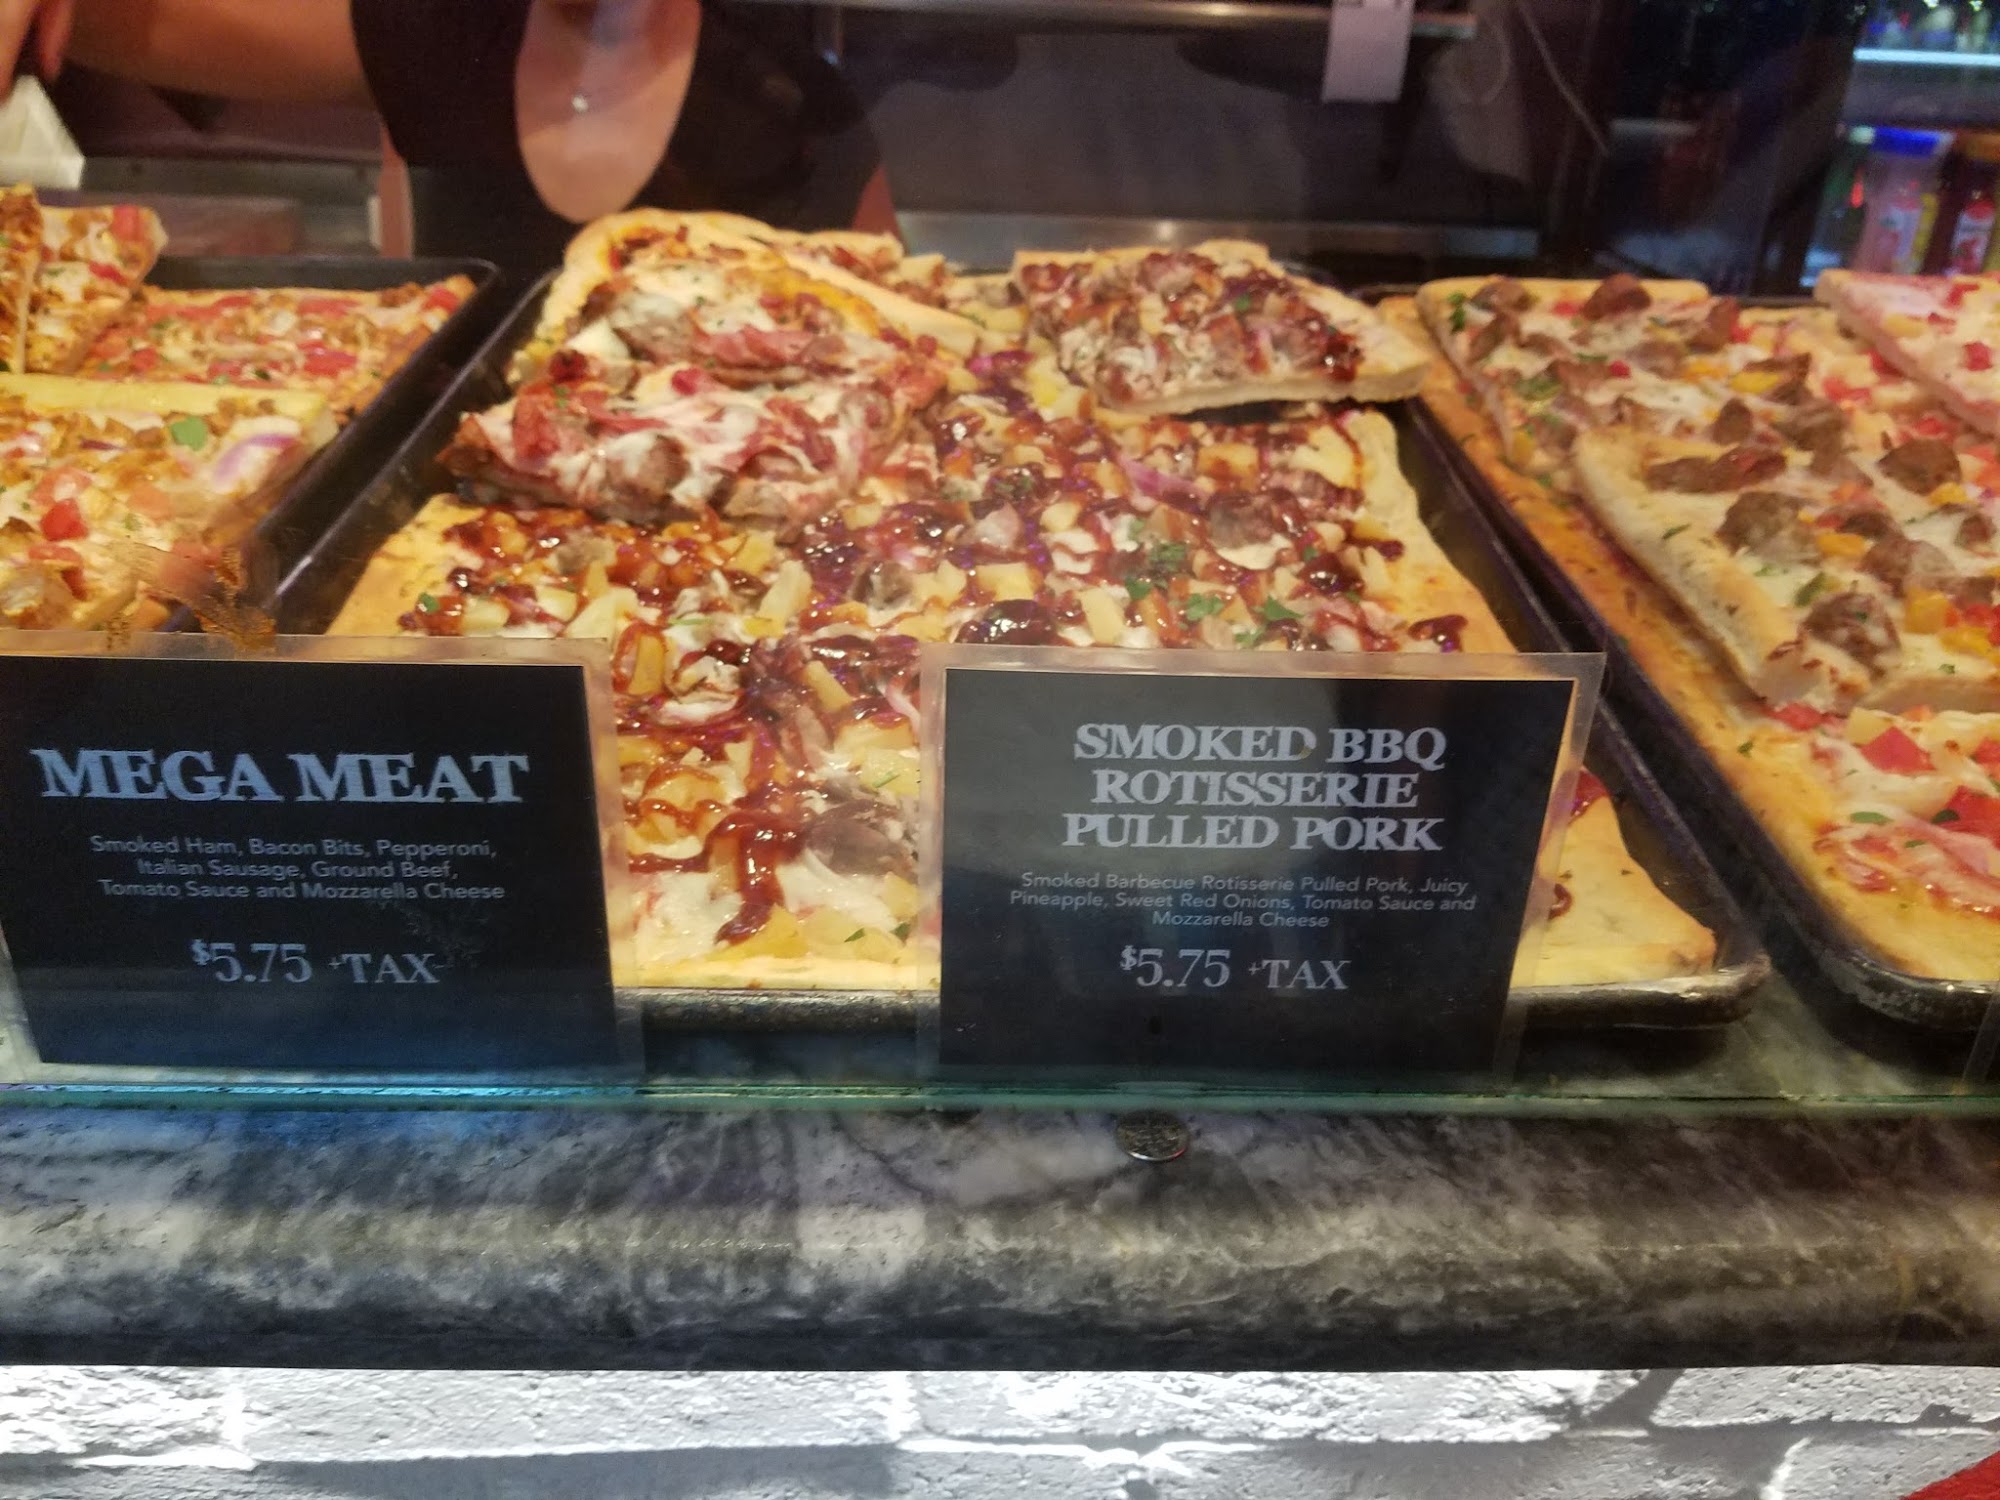 MEGA MEAT
Smoked Ham, Bacon Bits, Pepperoni,
Italian Sausage, Ground Beef,
Tomato Sauce and Mozzarella Cheese
$5.75 +TAX
SMOKED BBQ
ROTISSERIE
PULLED PORK
Smoked Barbecue Rotisserie Pulled Pork, Juicy
Pineapple, Sweet Red Onions, Tomato Sauce and
Mozzarella Cheese
$5.75 +TAX